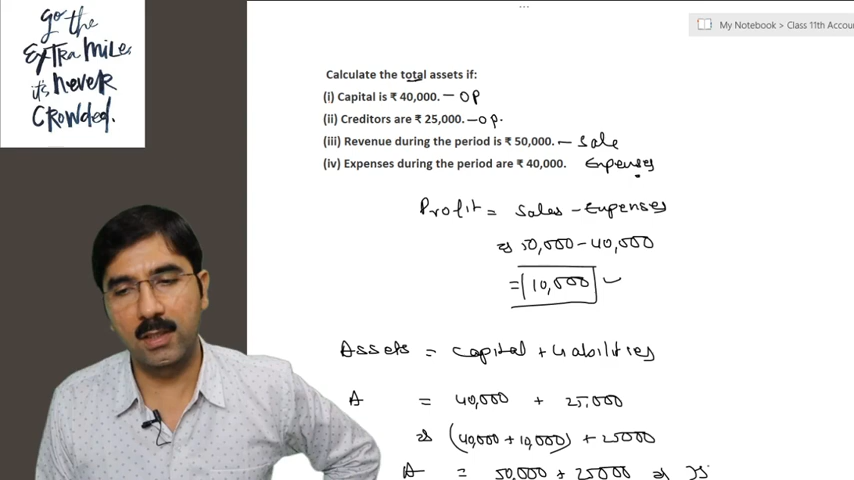 go the
EXTRA MILE.
it's never
CROWDED.
My Notebook > Class 11th Accou
Calculate the total assets if:
(i) Capital is ₹ 40,000. – OP
(ii) Creditors are ₹ 25,000. – OP.
(iii) Revenue during the period is ₹ 50,000. – Sale
(iv) Expenses during the period are ₹ 40,000. Expenses
Profit = Sales - Expenses
50,000 - 40,000
= 10,000
Assets = Capital + Liabilities
A = 40,000 + 25,000
(40,000 + 10,000) + 25000
A = 50,000 + 25000